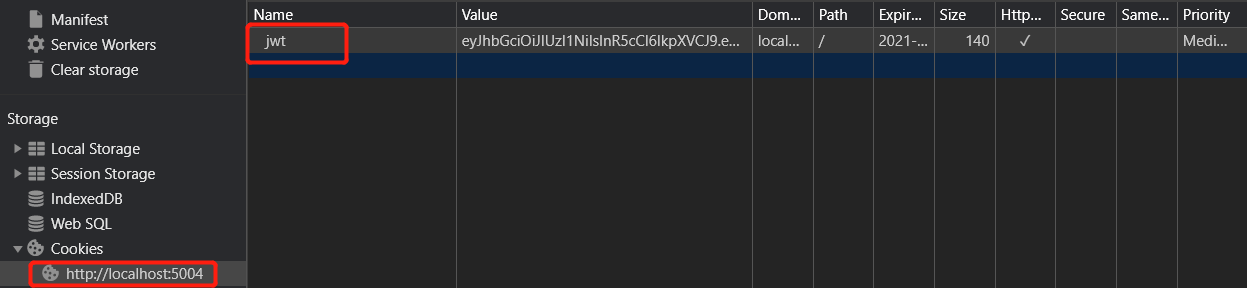 Manifest
Service Workers
Clear storage
Storage
Local Storage
Session Storage
IndexedDB
Web SQL
Cookies
http://localhost:5004
Name Value Dom... Path Expir... Size Http... Secure Same... Priority
jwt eyJhbGciOiJIUzI1NiIsInR5cCI6IkpXVCJ9.e... local... / 2021-... 140 ✓ Medi...